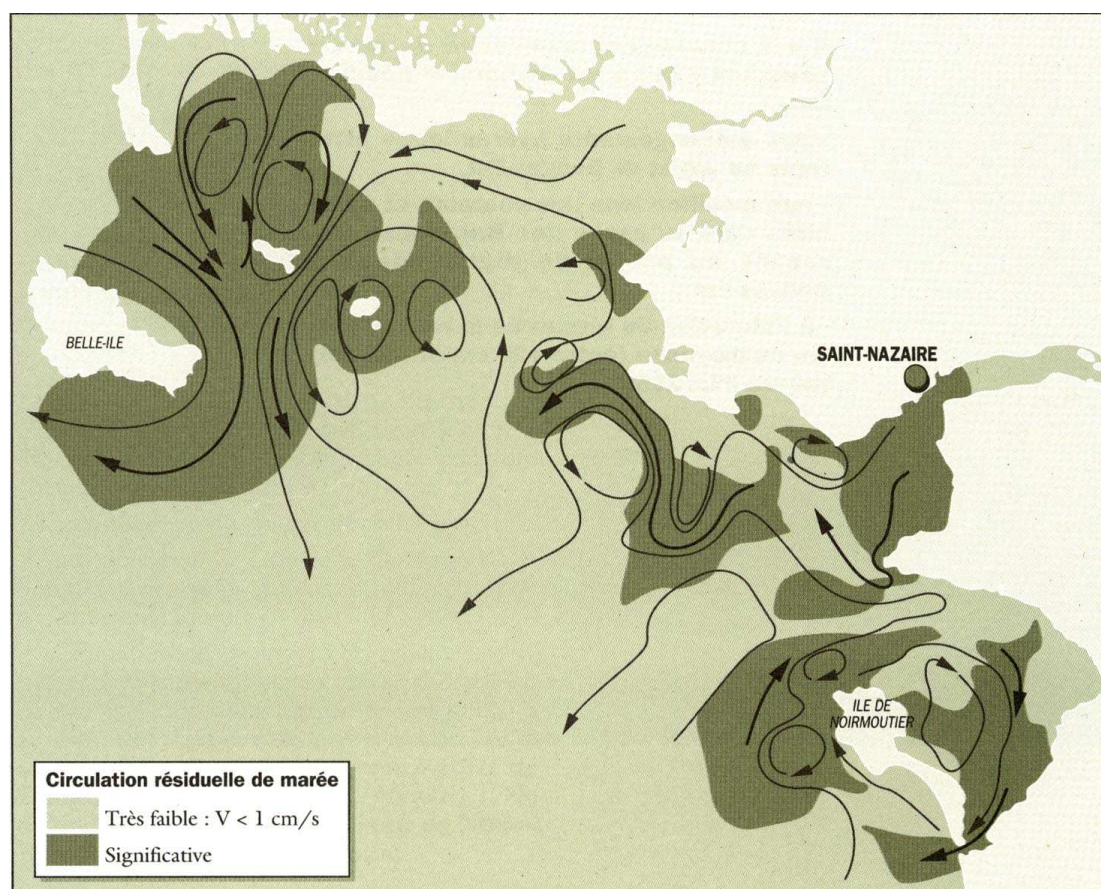 BELLE-ILE
SAINT-NAZAIRE
ILE DE
NOIRMOUTIER
Circulation résiduelle de marée
Très faible : V < 1 cm/s
Significative